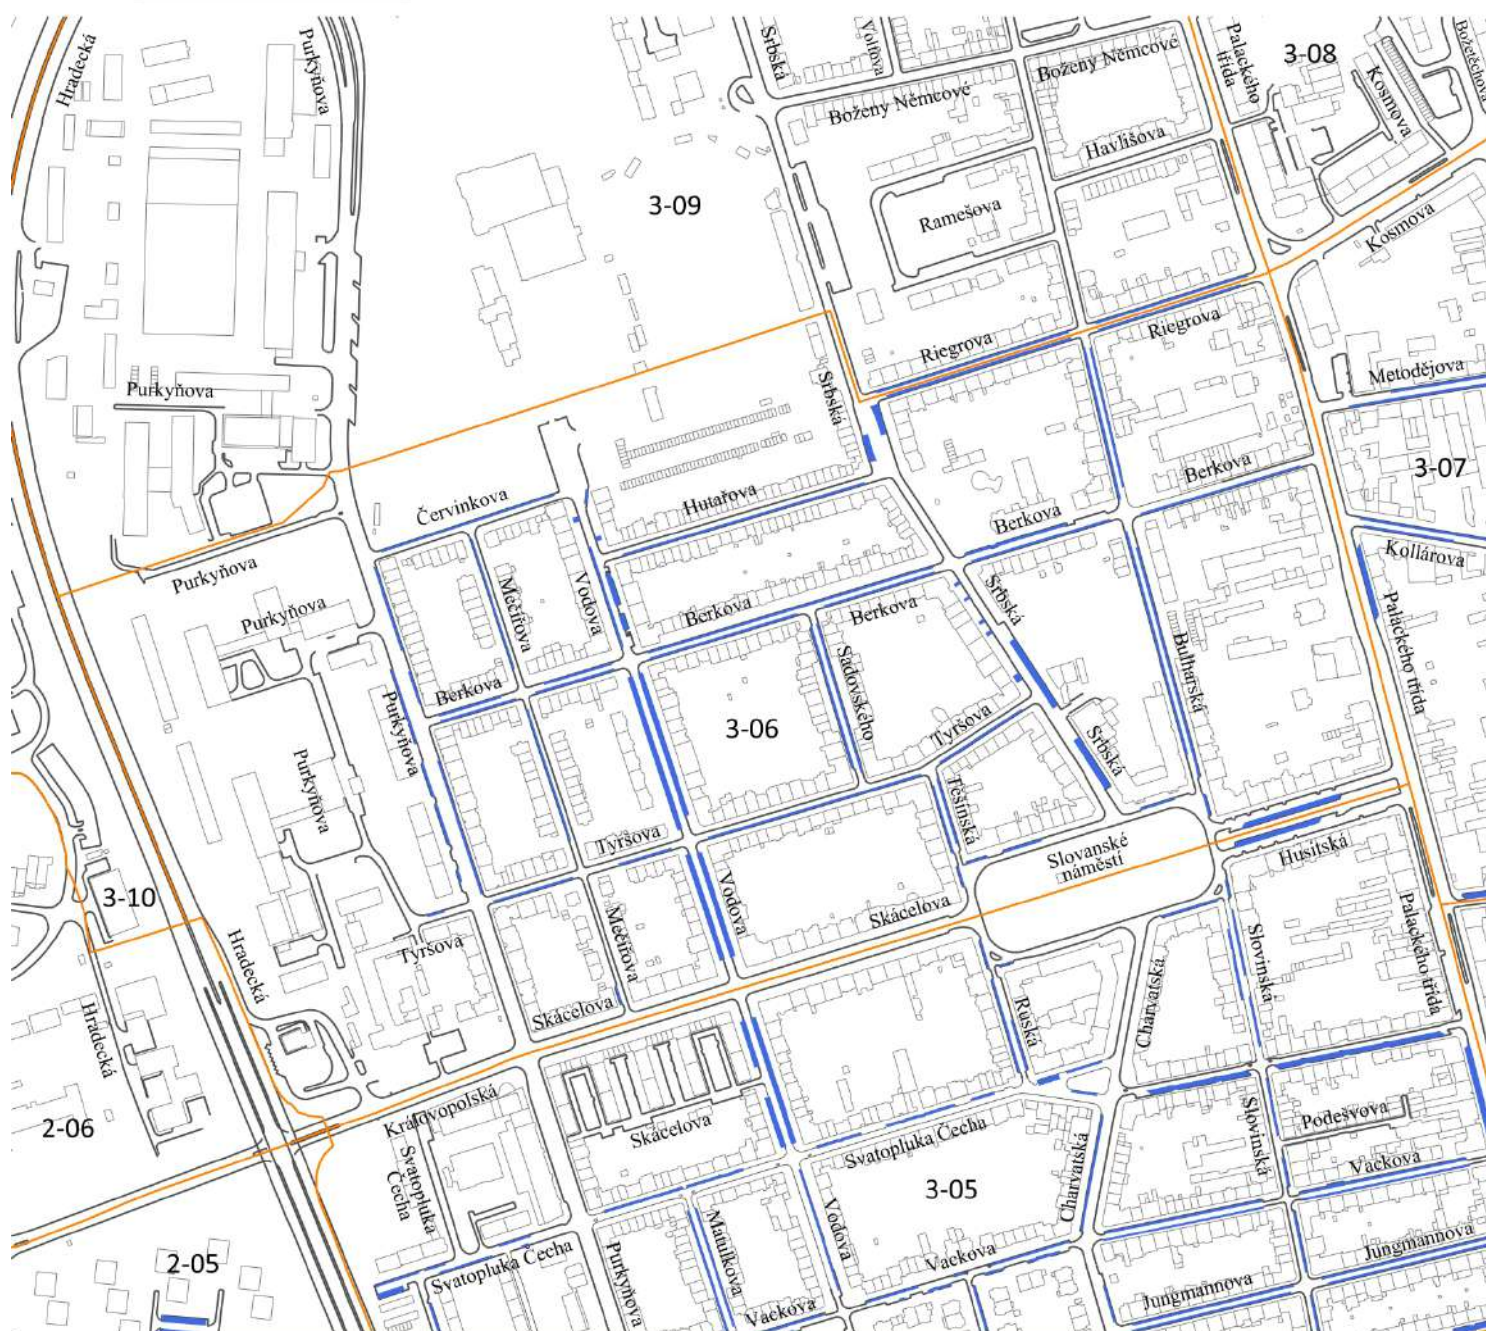 Hradecká
Purkyňova
Srbská
Volfova
Boženy Němcové
Palackého
třída
3-08
Kosmova
Božetěchova
Boženy Němcové
Havlišova
3-09
Ramešova
Kosmova
Riegrova
Riegrova
Purkyňova
Srbská
Metodějova
3-07
Červinkova
Hutařova
Berkova
Berkova
Kollárova
Purkyňova
Mečířova
Vodova
Purkyňova
Berkova
Berkova
Srbská
Palackého třída
Berkova
Purkyňova
Sadovského
Bulharská
3-06
Tyršova
Srbská
Purkyňova
Tyršova
Těšínská
Slovanské
náměstí
Husitská
3-10
Vodova
Skácelova
Palackého třída
Hradecká
Tyršova
Mečířova
Slovinská
Charvatská
Hradecká
Skácelova
Ruská
2-06
Královopolská
Skácelova
Podešvova
Slovinská
Svatopluka Čecha
Vackova
Svatopluka
Čecha
3-05
Charvatská
2-05
Svatopluka Čecha
Purkyňova
Matulkova
Vodova
Vackova
Jungmannova
Jungmannova
Vackova